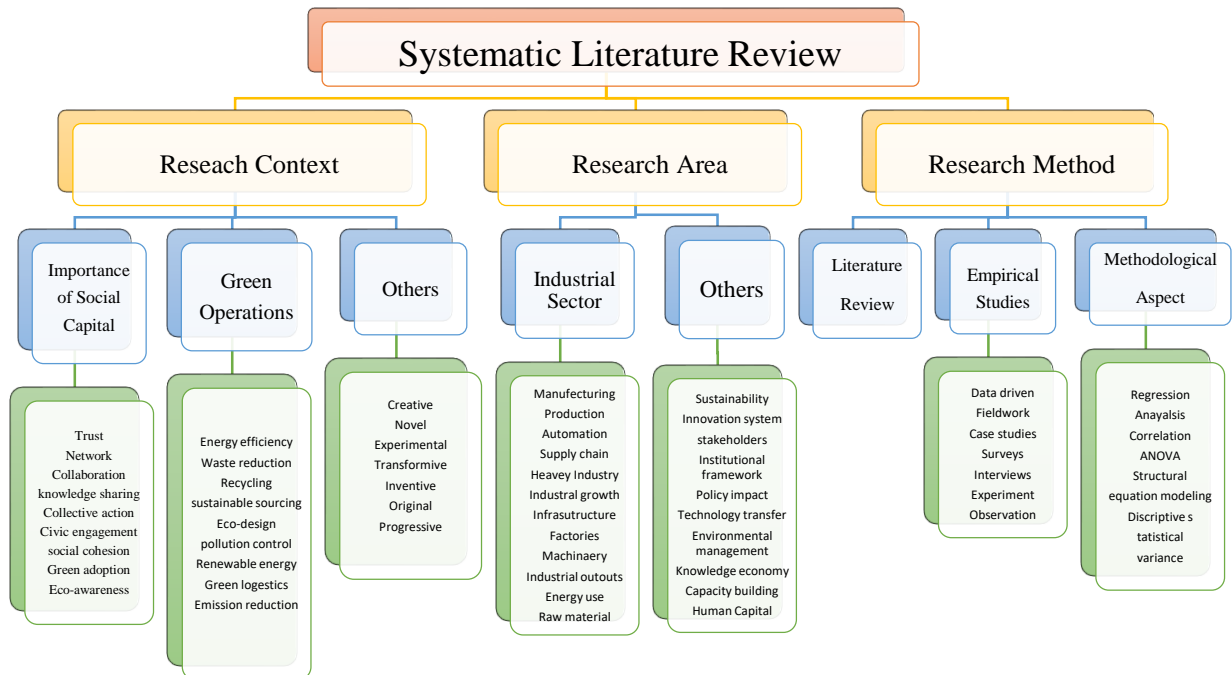 Systematic Literature Review
Reseach Context
Research Area
Research Method
Importance
of Social
Capital
Green
Operations
Others
Industrial
Sector
Others
Literature
Review
Empirical
Studies
Methodological
Aspect
Trust
Network
Collaboration
knowledge sharing
Collective action
Civic engagement
social cohesion
Green adoption
Eco-awareness
Energy efficiency
Waste reduction
Recycling
sustainable sourcing
Eco-design
pollution control
Renewable energy
Green logestics
Emission reduction
Creative
Novel
Experimental
Transformive
Inventive
Original
Progressive
Manufacturing
Production
Automation
Supply chain
Heavey Industry
Industral growth
Infrasutructure
Factories
Machinaery
Industrial outouts
Energy use
Raw material
Sustainability
Innovation system
stakeholders
Institutional
framework
Policy impact
Technology transfer
Environmental
management
Knowledge economy
Capacity building
Human Capital
Data driven
Fieldwork
Case studies
Surveys
Interviews
Experiment
Observation
Regression
Anayalsis
Correlation
ANOVA
Structural
equation modeling
Discriptive s
tatistical
variance